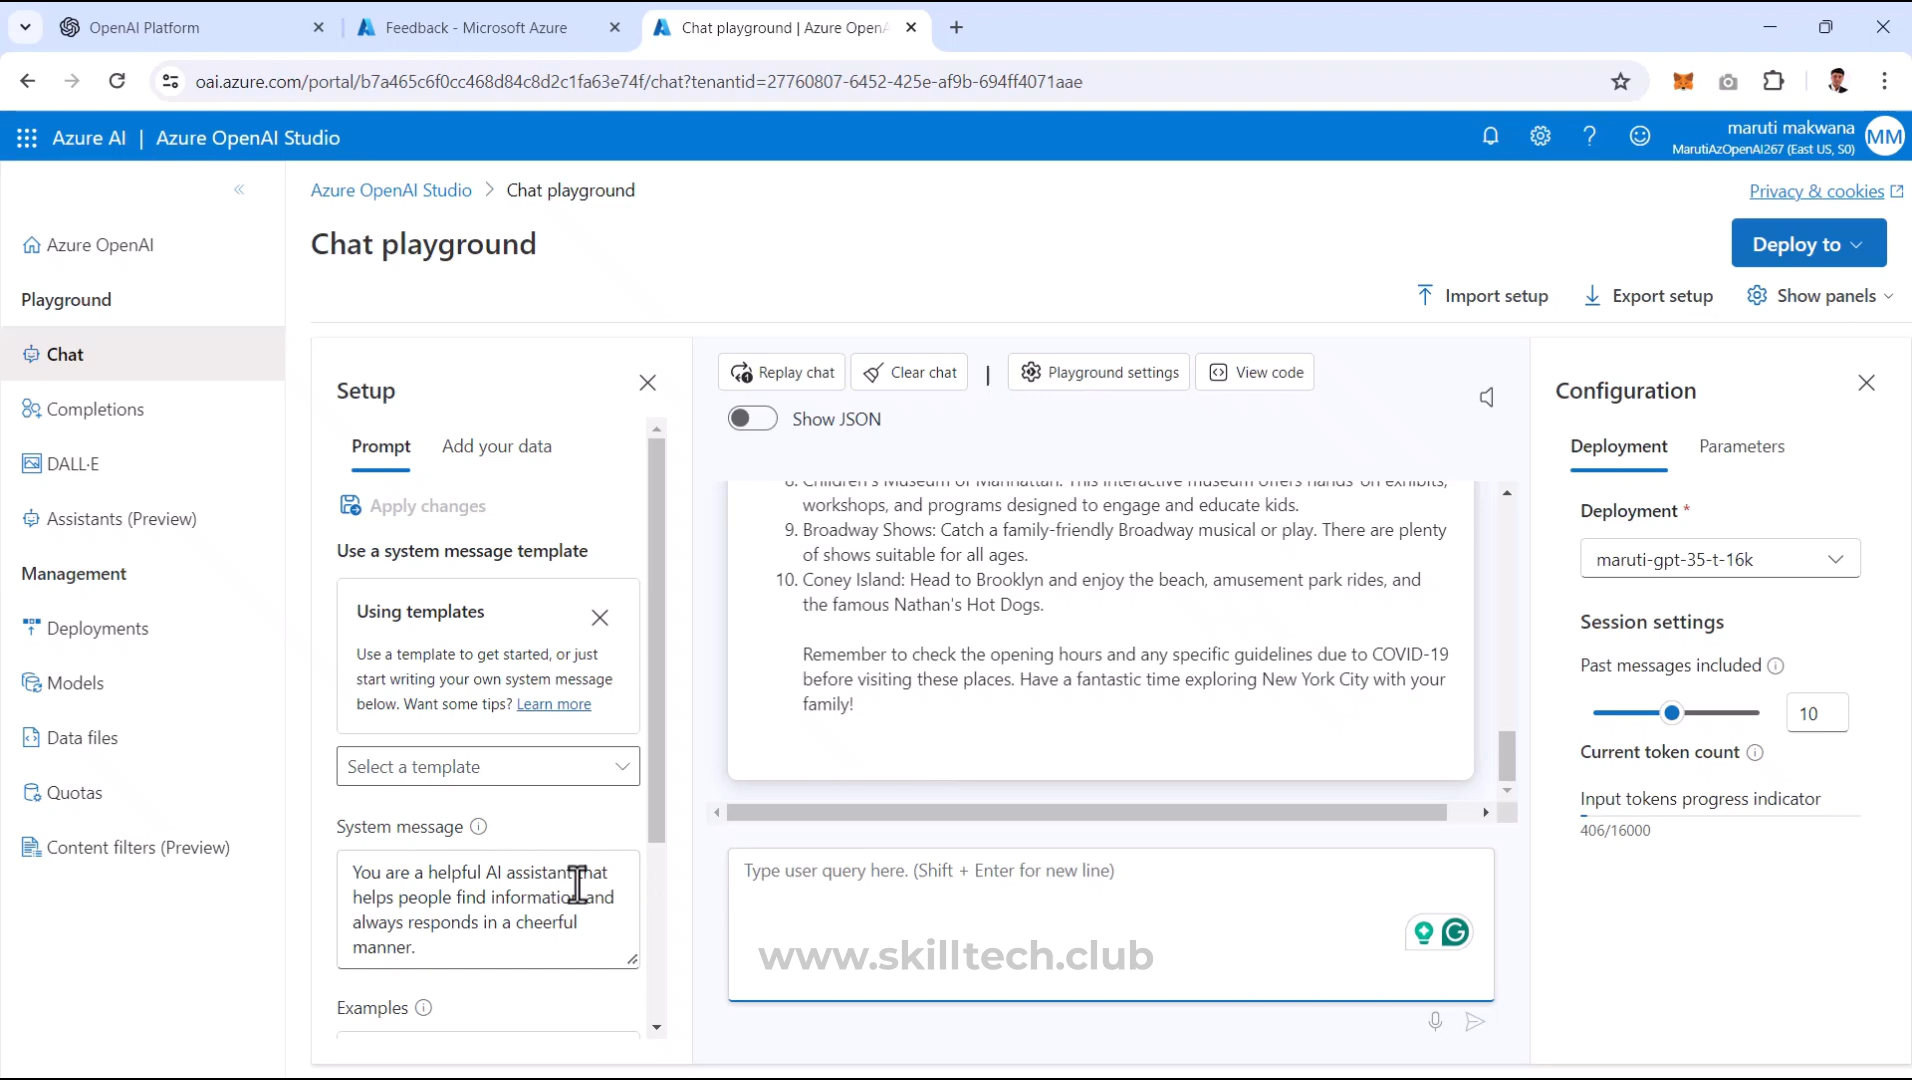 OpenAI Platform
Feedback - Microsoft Azure
Chat playground | Azure OpenA
oai.azure.com/portal/b7a465c6f0cc468d84c8d2c1fa63e74f/chat?tenantid=27760807-6452-425e-af9b-694ff4071aae
Azure AI | Azure OpenAI Studio
maruti makwana
MarutiAzOpenAI267 (East US, S0)
MM
Azure OpenAI Studio > Chat playground
Privacy & cookies
Chat playground
Deploy to
Import setup
Export setup
Show panels
Azure OpenAI
Playground
Chat
Completions
DALL·E
Assistants (Preview)
Management
Deployments
Models
Data files
Quotas
Content filters (Preview)
Setup
Prompt
Add your data
Apply changes
Use a system message template
Using templates
Use a template to get started, or just
start writing your own system message
below. Want some tips? Learn more
Select a template
System message
You are a helpful AI assistant that
helps people find information and
always responds in a cheerful
manner.
Examples
Replay chat
Clear chat
Playground settings
View code
Show JSON
8. Children's Museum of Manhattan: This interactive museum offers hands-on exhibits,
workshops, and programs designed to engage and educate kids.
9. Broadway Shows: Catch a family-friendly Broadway musical or play. There are plenty
of shows suitable for all ages.
10. Coney Island: Head to Brooklyn and enjoy the beach, amusement park rides, and
the famous Nathan's Hot Dogs.
Remember to check the opening hours and any specific guidelines due to COVID-19
before visiting these places. Have a fantastic time exploring New York City with your
family!
Type user query here. (Shift + Enter for new line)
www.skilltech.club
Configuration
Deployment
Parameters
Deployment *
maruti-gpt-35-t-16k
Session settings
Past messages included
10
Current token count
Input tokens progress indicator
406/16000